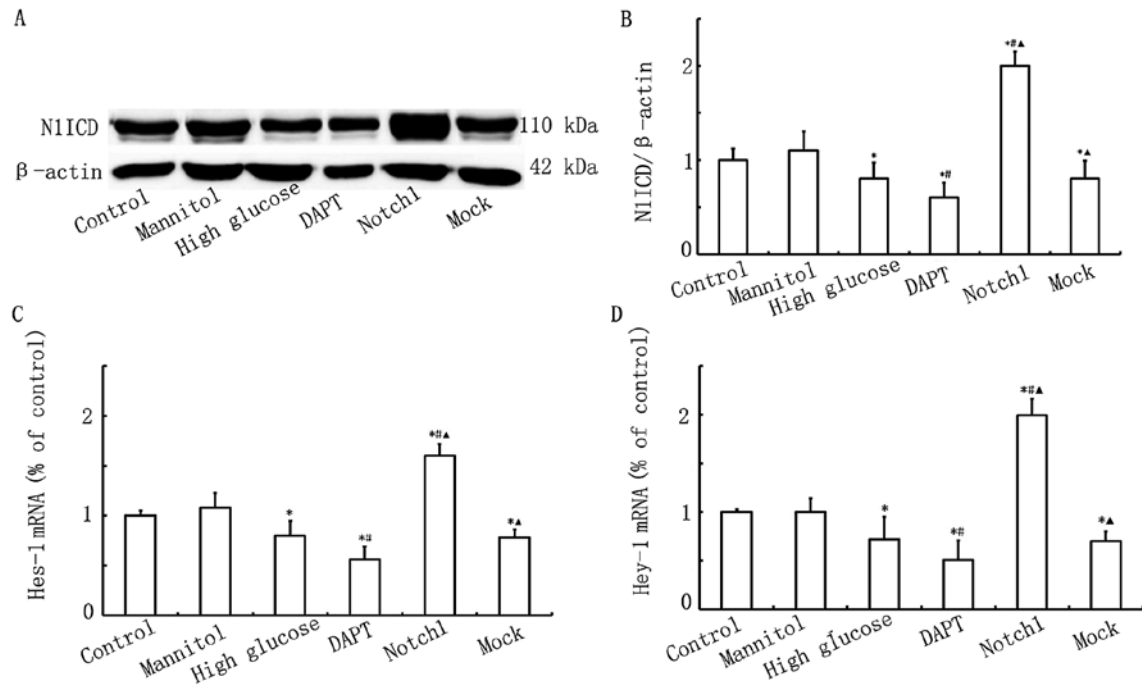 A
N1ICD
110 kDa
β-actin
42 kDa
Control
Mannitol
High glucose
DAPT
Notch1
Mock
B
N1ICD/β-actin
2
1
0
*
*#
*#▲
*▲
Control
Mannitol
High glucose
DAPT
Notch1
Mock
C
Hes-1 mRNA (% of control)
2
1
0
*
*#
*#▲
*▲
Control
Mannitol
High glucose
DAPT
Notch1
Mock
D
Hey-1 mRNA (% of control)
2
1
0
*
*#
*#▲
*▲
Control
Mannitol
High glucose
DAPT
Notch1
Mock